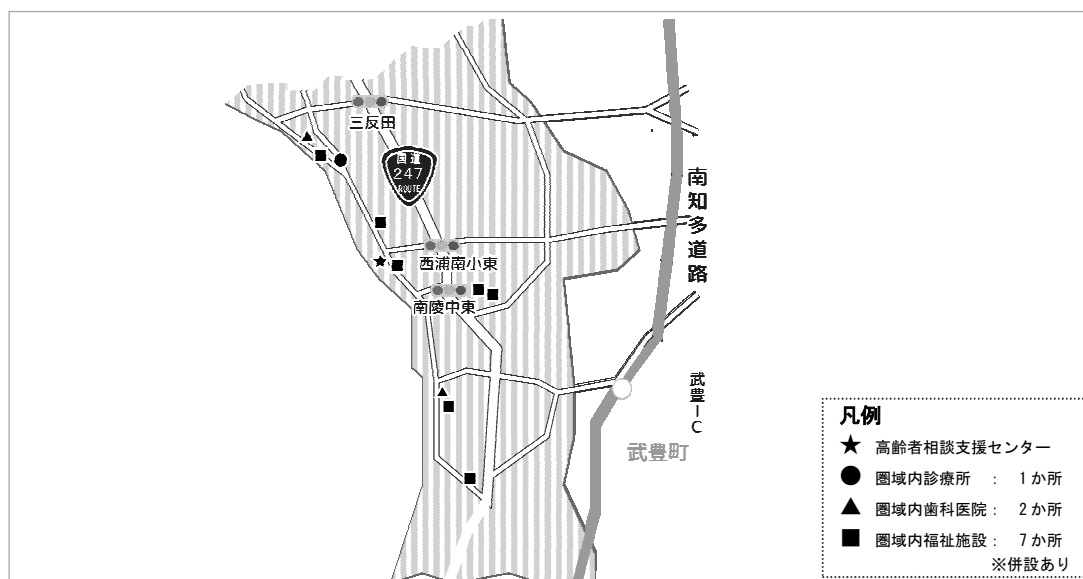 三反田
国道
247
ROUTE
南知多道路
西浦南小東
南陵中東
武豊IC
武豊町
凡例
★ 高齢者相談支援センター
● 圏域内診療所 ： 1か所
▲ 圏域内歯科医院： 2か所
■ 圏域内福祉施設： 7か所
※併設あり